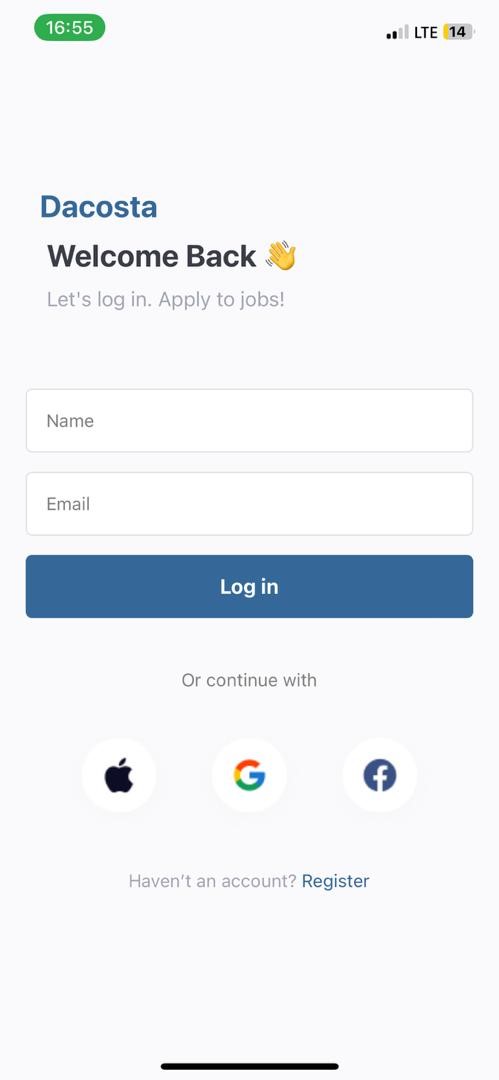 16:55 LTE 14
Dacosta
Welcome Back 👋
Let's log in. Apply to jobs!
Name
Email
Log in
Or continue with
Haven’t an account? Register